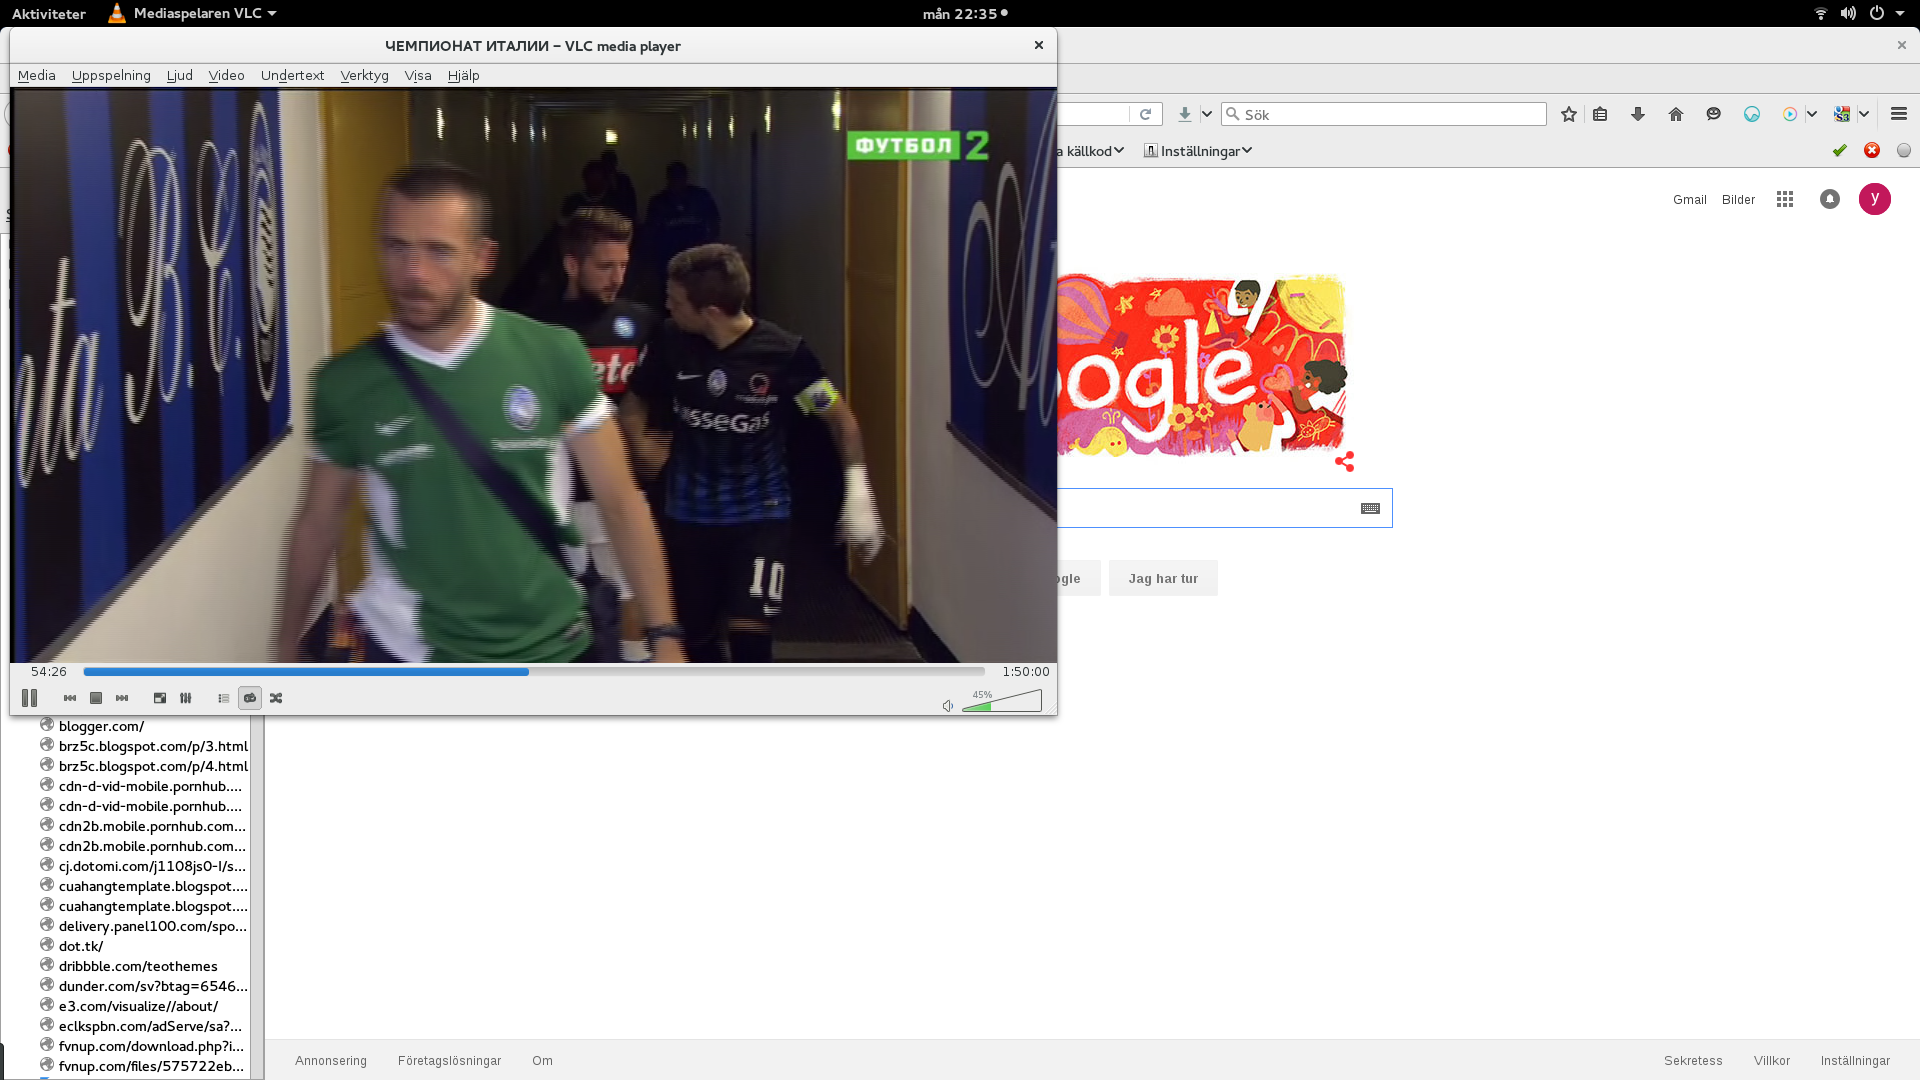 Aktiviteter
Mediaspelaren VLC
mån 22:35
ЧЕМПИОНАТ ИТАЛИИ – VLC media player
Media Uppspelning Ljud Video Undertext Verktyg Visa Hjälp
ФУТБОЛ 2
19
54:26
1:50:00
45%
Sök
a källkod
Inställningar
Gmail
Bilder
y
ogle
ogle
Jag har tur
blogger.com/
brz5c.blogspot.com/p/3.html
brz5c.blogspot.com/p/4.html
cdn-d-vid-mobile.pornhub....
cdn-d-vid-mobile.pornhub....
cdn2b.mobile.pornhub.com...
cdn2b.mobile.pornhub.com...
cj.dotomi.com/j1108js0-I/s...
cuahangtemplate.blogspot....
cuahangtemplate.blogspot....
delivery.panel100.com/spo...
dot.tk/
dribbble.com/teothemes
dunder.com/sv?btag=6546...
e3.com/visualize//about/
eclkspbn.com/adServe/sa?...
fvnup.com/download.php?i...
fvnup.com/files/575722eb...
Annonsering
Företagslösningar
Om
Sekretess
Villkor
Inställningar